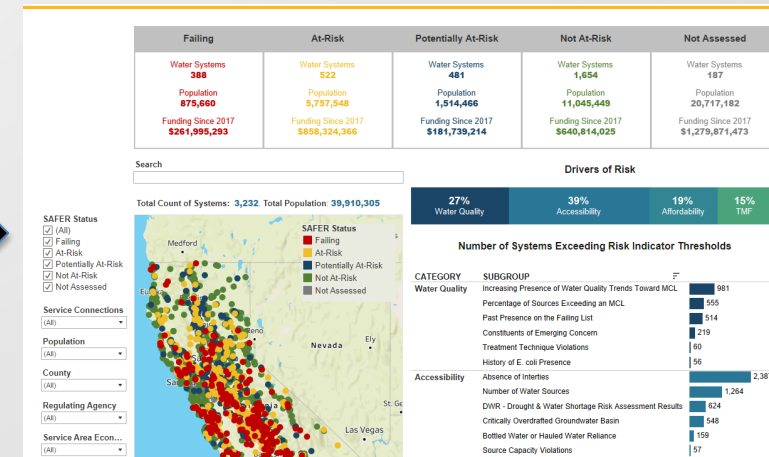 Failing
At-Risk
Potentially At-Risk
Not At-Risk
Not Assessed
Water Systems
388
Population
875,660
Funding Since 2017
$261,995,293
Water Systems
522
Population
5,757,548
Funding Since 2017
$858,324,366
Water Systems
481
Population
1,514,466
Funding Since 2017
$181,739,214
Water Systems
1,654
Population
11,045,449
Funding Since 2017
$640,814,025
Water Systems
187
Population
20,717,182
Funding Since 2017
$1,279,871,473
Search
Total Count of Systems: 3,232. Total Population: 39,910,305
SAFER Status
(All)
Failing
At-Risk
Potentially At-Risk
Not At-Risk
Not Assessed
Service Connections
(All)
Population
(All)
County
(All)
Regulating Agency
(All)
Service Area Econ...
(All)
SAFER Status
Failing
At-Risk
Potentially At-Risk
Not At-Risk
Not Assessed
Medford
Nevada
Ely
St. Ge
Las Vegas
Drivers of Risk
27%
Water Quality
39%
Accessibility
19%
Affordability
15%
TMF
Number of Systems Exceeding Risk Indicator Thresholds
CATEGORY SUBGROUP
Water Quality Increasing Presence of Water Quality Trends Toward MCL 981
Percentage of Sources Exceeding an MCL 555
Past Presence on the Failing List 514
Constituents of Emerging Concern 219
Treatment Technique Violations 60
History of E. coli Presence 56
Accessibility Absence of Interties 2,387
Number of Water Sources 1,264
DWR - Drought & Water Shortage Risk Assessment Results 624
Critically Overdrafted Groundwater Basin 548
Bottled Water or Hauled Water Reliance 159
Source Capacity Violations 57